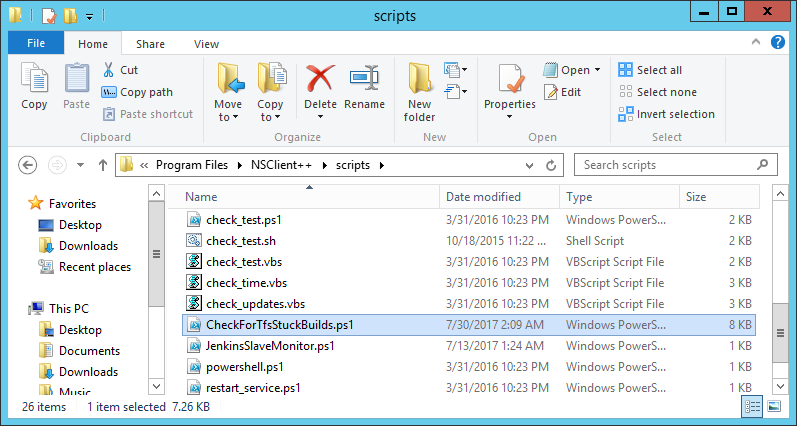 scripts
File Home Share View
Copy Paste Cut Copy path Paste shortcut
Clipboard
Move to Copy to Delete Rename
Organize
New folder
New
Properties Open Edit
Open
Select all Select none Invert selection
Select
Program Files NSClient++ scripts Search scripts
Favorites
Desktop
Downloads
Recent places
This PC
Desktop
Documents
Downloads
Music
Name Date modified Type Size
check_test.ps1 3/31/2016 10:23 PM Windows PowerS... 2 KB
check_test.sh 10/18/2015 11:22 ... Shell Script 2 KB
check_test.vbs 3/31/2016 10:23 PM VBScript Script File 2 KB
check_time.vbs 3/31/2016 10:23 PM VBScript Script File 3 KB
check_updates.vbs 3/31/2016 10:23 PM VBScript Script File 3 KB
CheckForTfsStuckBuilds.ps1 7/30/2017 2:09 AM Windows PowerS... 8 KB
JenkinsSlaveMonitor.ps1 7/13/2017 1:24 AM Windows PowerS... 1 KB
powershell.ps1 3/31/2016 10:23 PM Windows PowerS... 1 KB
restart_service.ps1 3/31/2016 10:23 PM Windows PowerS... 1 KB
26 items 1 item selected 7.26 KB